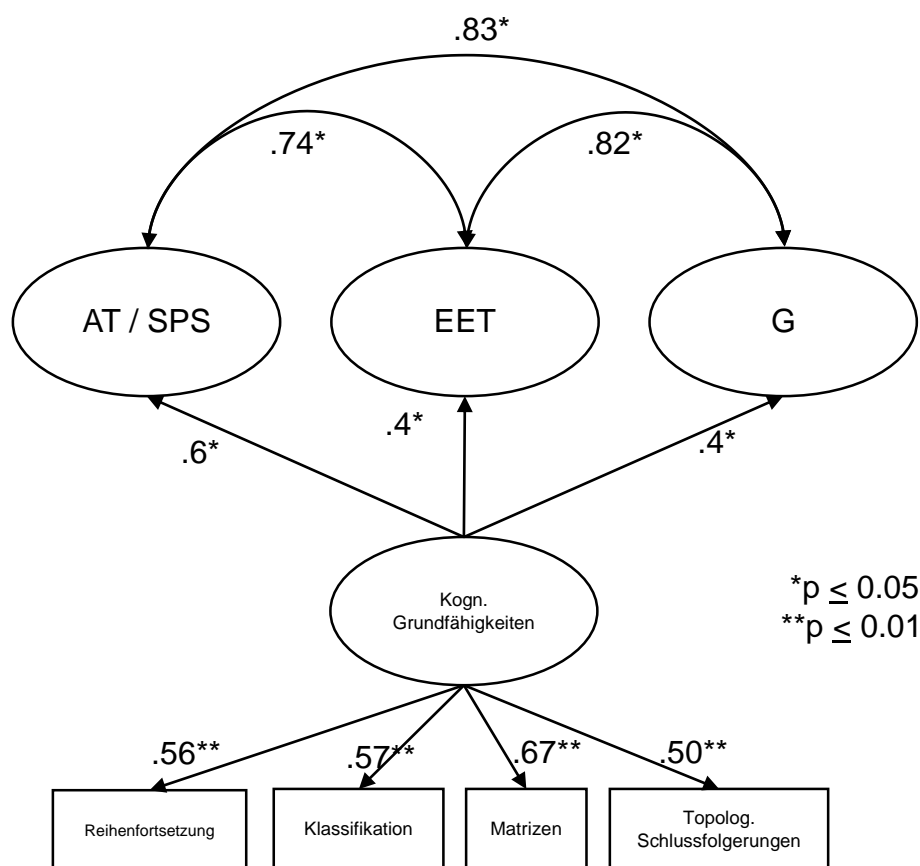 .83*
.74*
.82*
AT / SPS
EET
G
.6*
.4*
.4*
Kogn.
Grundfähigkeiten
*p ≤ 0.05
**p ≤ 0.01
.56**
.57**
.67**
.50**
Reihenfortsetzung
Klassifikation
Matrizen
Topolog.
Schlussfolgerungen